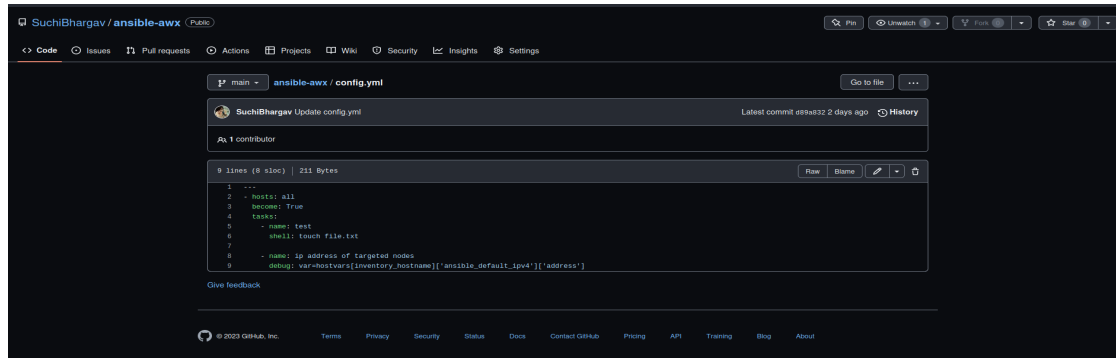 SuchiBhargav / ansible-awx Public
Pin Unwatch 1 Fork 0 Star 0
Code Issues Pull requests Actions Projects Wiki Security Insights Settings
main ansible-awx / config.yml Go to file ...
SuchiBhargav Update config.yml Latest commit d89a832 2 days ago History
1 contributor
9 lines (8 sloc) | 211 Bytes Raw Blame
1 ---
2 - hosts: all
3 become: True
4 tasks:
5 - name: test
6 shell: touch file.txt
7
8 - name: ip address of targeted nodes
9 debug: var=hostvars[inventory_hostname]['ansible_default_ipv4']['address']
Give feedback
© 2023 GitHub, Inc. Terms Privacy Security Status Docs Contact GitHub Pricing API Training Blog About